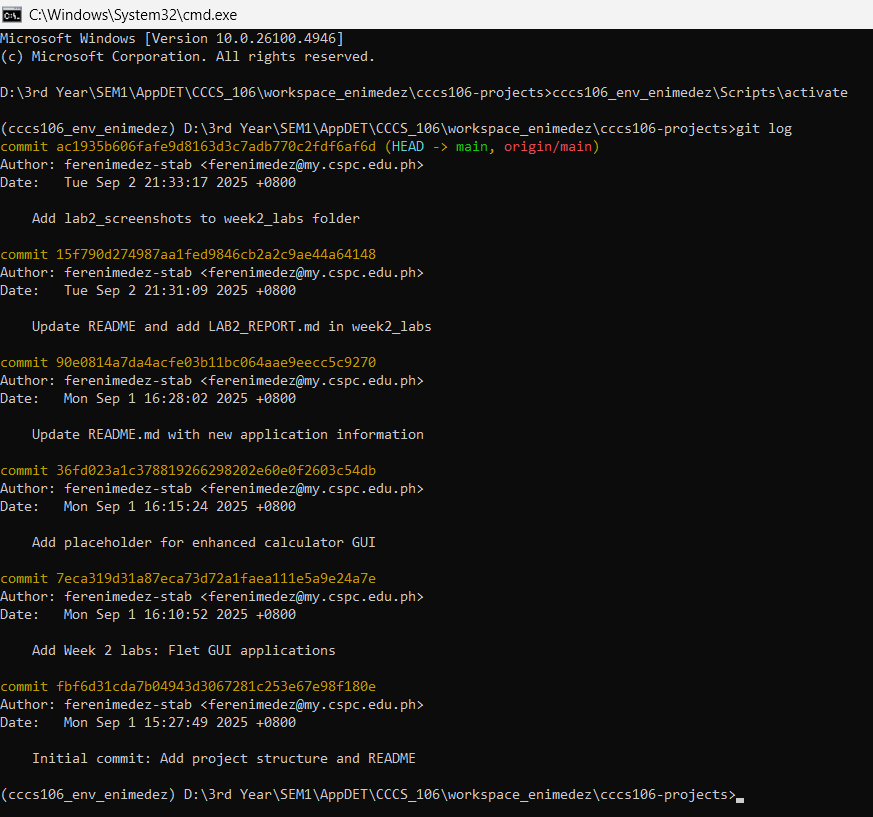 C:\Windows\System32\cmd.exe
Microsoft Windows [Version 10.0.26100.4946]
(c) Microsoft Corporation. All rights reserved.
D:\3rd Year\SEM1\AppDET\CCCS_106\workspace_enimedez\cccs106-projects>cccs106_env_enimedez\Scripts\activate
(cccs106_env_enimedez) D:\3rd Year\SEM1\AppDET\CCCS_106\workspace_enimedez\cccs106-projects>git log
commit ac1935b606fafe9d8163d3c7adb770c2fdf6af6d (HEAD -> main, origin/main)
Author: ferenimedez-stab <ferenimedez@my.cspc.edu.ph>
Date:   Tue Sep 2 21:33:17 2025 +0800
    Add lab2_screenshots to week2_labs folder
commit 15f790d274987aa1fed9846cb2a2c9ae44a64148
Author: ferenimedez-stab <ferenimedez@my.cspc.edu.ph>
Date:   Tue Sep 2 21:31:09 2025 +0800
    Update README and add LAB2_REPORT.md in week2_labs
commit 90e0814a7da4acfe03b11bc064aae9eecc5c9270
Author: ferenimedez-stab <ferenimedez@my.cspc.edu.ph>
Date:   Mon Sep 1 16:28:02 2025 +0800
    Update README.md with new application information
commit 36fd023a1c378819266298202e60e0f2603c54db
Author: ferenimedez-stab <ferenimedez@my.cspc.edu.ph>
Date:   Mon Sep 1 16:15:24 2025 +0800
    Add placeholder for enhanced calculator GUI
commit 7eca319d31a87eca73d72a1faea111e5a9e24a7e
Author: ferenimedez-stab <ferenimedez@my.cspc.edu.ph>
Date:   Mon Sep 1 16:10:52 2025 +0800
    Add Week 2 labs: Flet GUI applications
commit fbf6d31cda7b04943d3067281c253e67e98f180e
Author: ferenimedez-stab <ferenimedez@my.cspc.edu.ph>
Date:   Mon Sep 1 15:27:49 2025 +0800
    Initial commit: Add project structure and README
(cccs106_env_enimedez) D:\3rd Year\SEM1\AppDET\CCCS_106\workspace_enimedez\cccs106-projects>